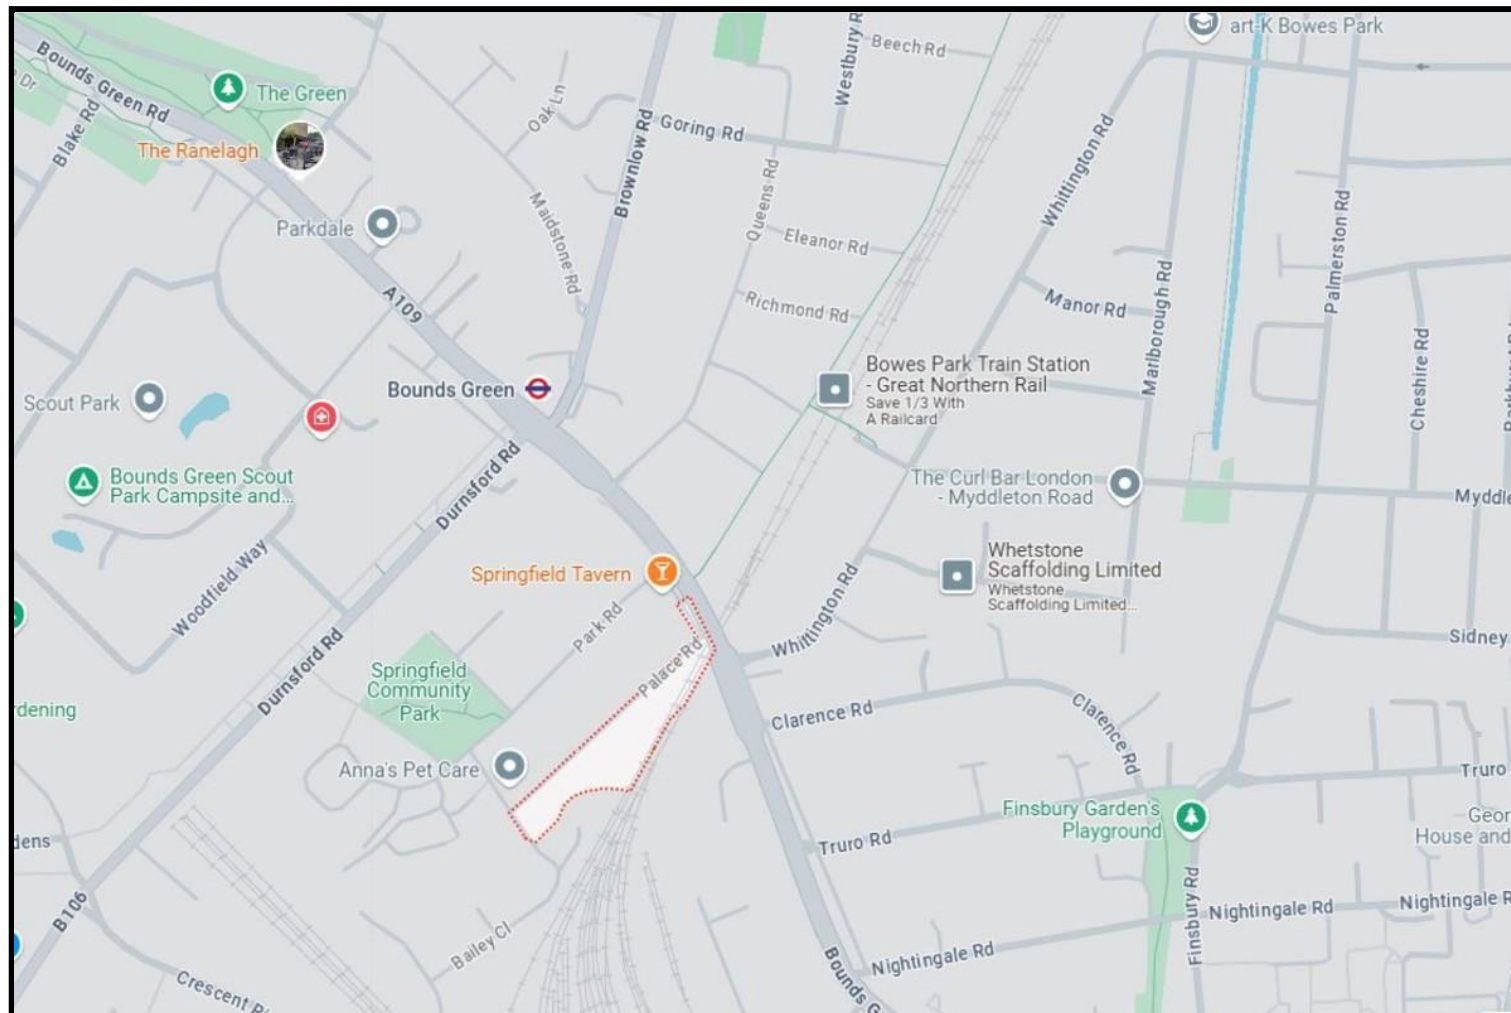 art-K Bowes Park
Beech Rd
Westbury R
Bounds Green Rd
Dr
The Green
Oak Ln
Goring Rd
Blake Rd
The Ranelagh
Brownlow Rd
Whittington Rd
Queens Rd
Maidstone Rd
Parkdale
Eleanor Rd
Palmerston Rd
A109
Richmond Rd
Manor Rd
Marlborough Rd
Cheshire Rd
Bowes Park Train Station
- Great Northern Rail
Save 1/3 With
A Railcard
Bounds Green
Scout Park
Bounds Green Scout
Park Campsite and...
Durnsford Rd
The Curl Bar London
- Myddleton Road
Myddle
Whetstone
Scaffolding Limited
Whetstone
Scaffolding Limited...
Springfield Tavern
Woodfield Way
Park Rd
Whittington Rd
Sidney
Durnsford Rd
Palace Rd
Springfield
Community
Park
rdening
Clarence Rd
Clarence Rd
Anna's Pet Care
Truro
Finsbury Garden's
Playground
Geor
House and
Truro Rd
dens
B106
Finsbury Rd
Nightingale Rd
Nightingale R
Bailey Cl
Nightingale Rd
Bounds G
Crescent R